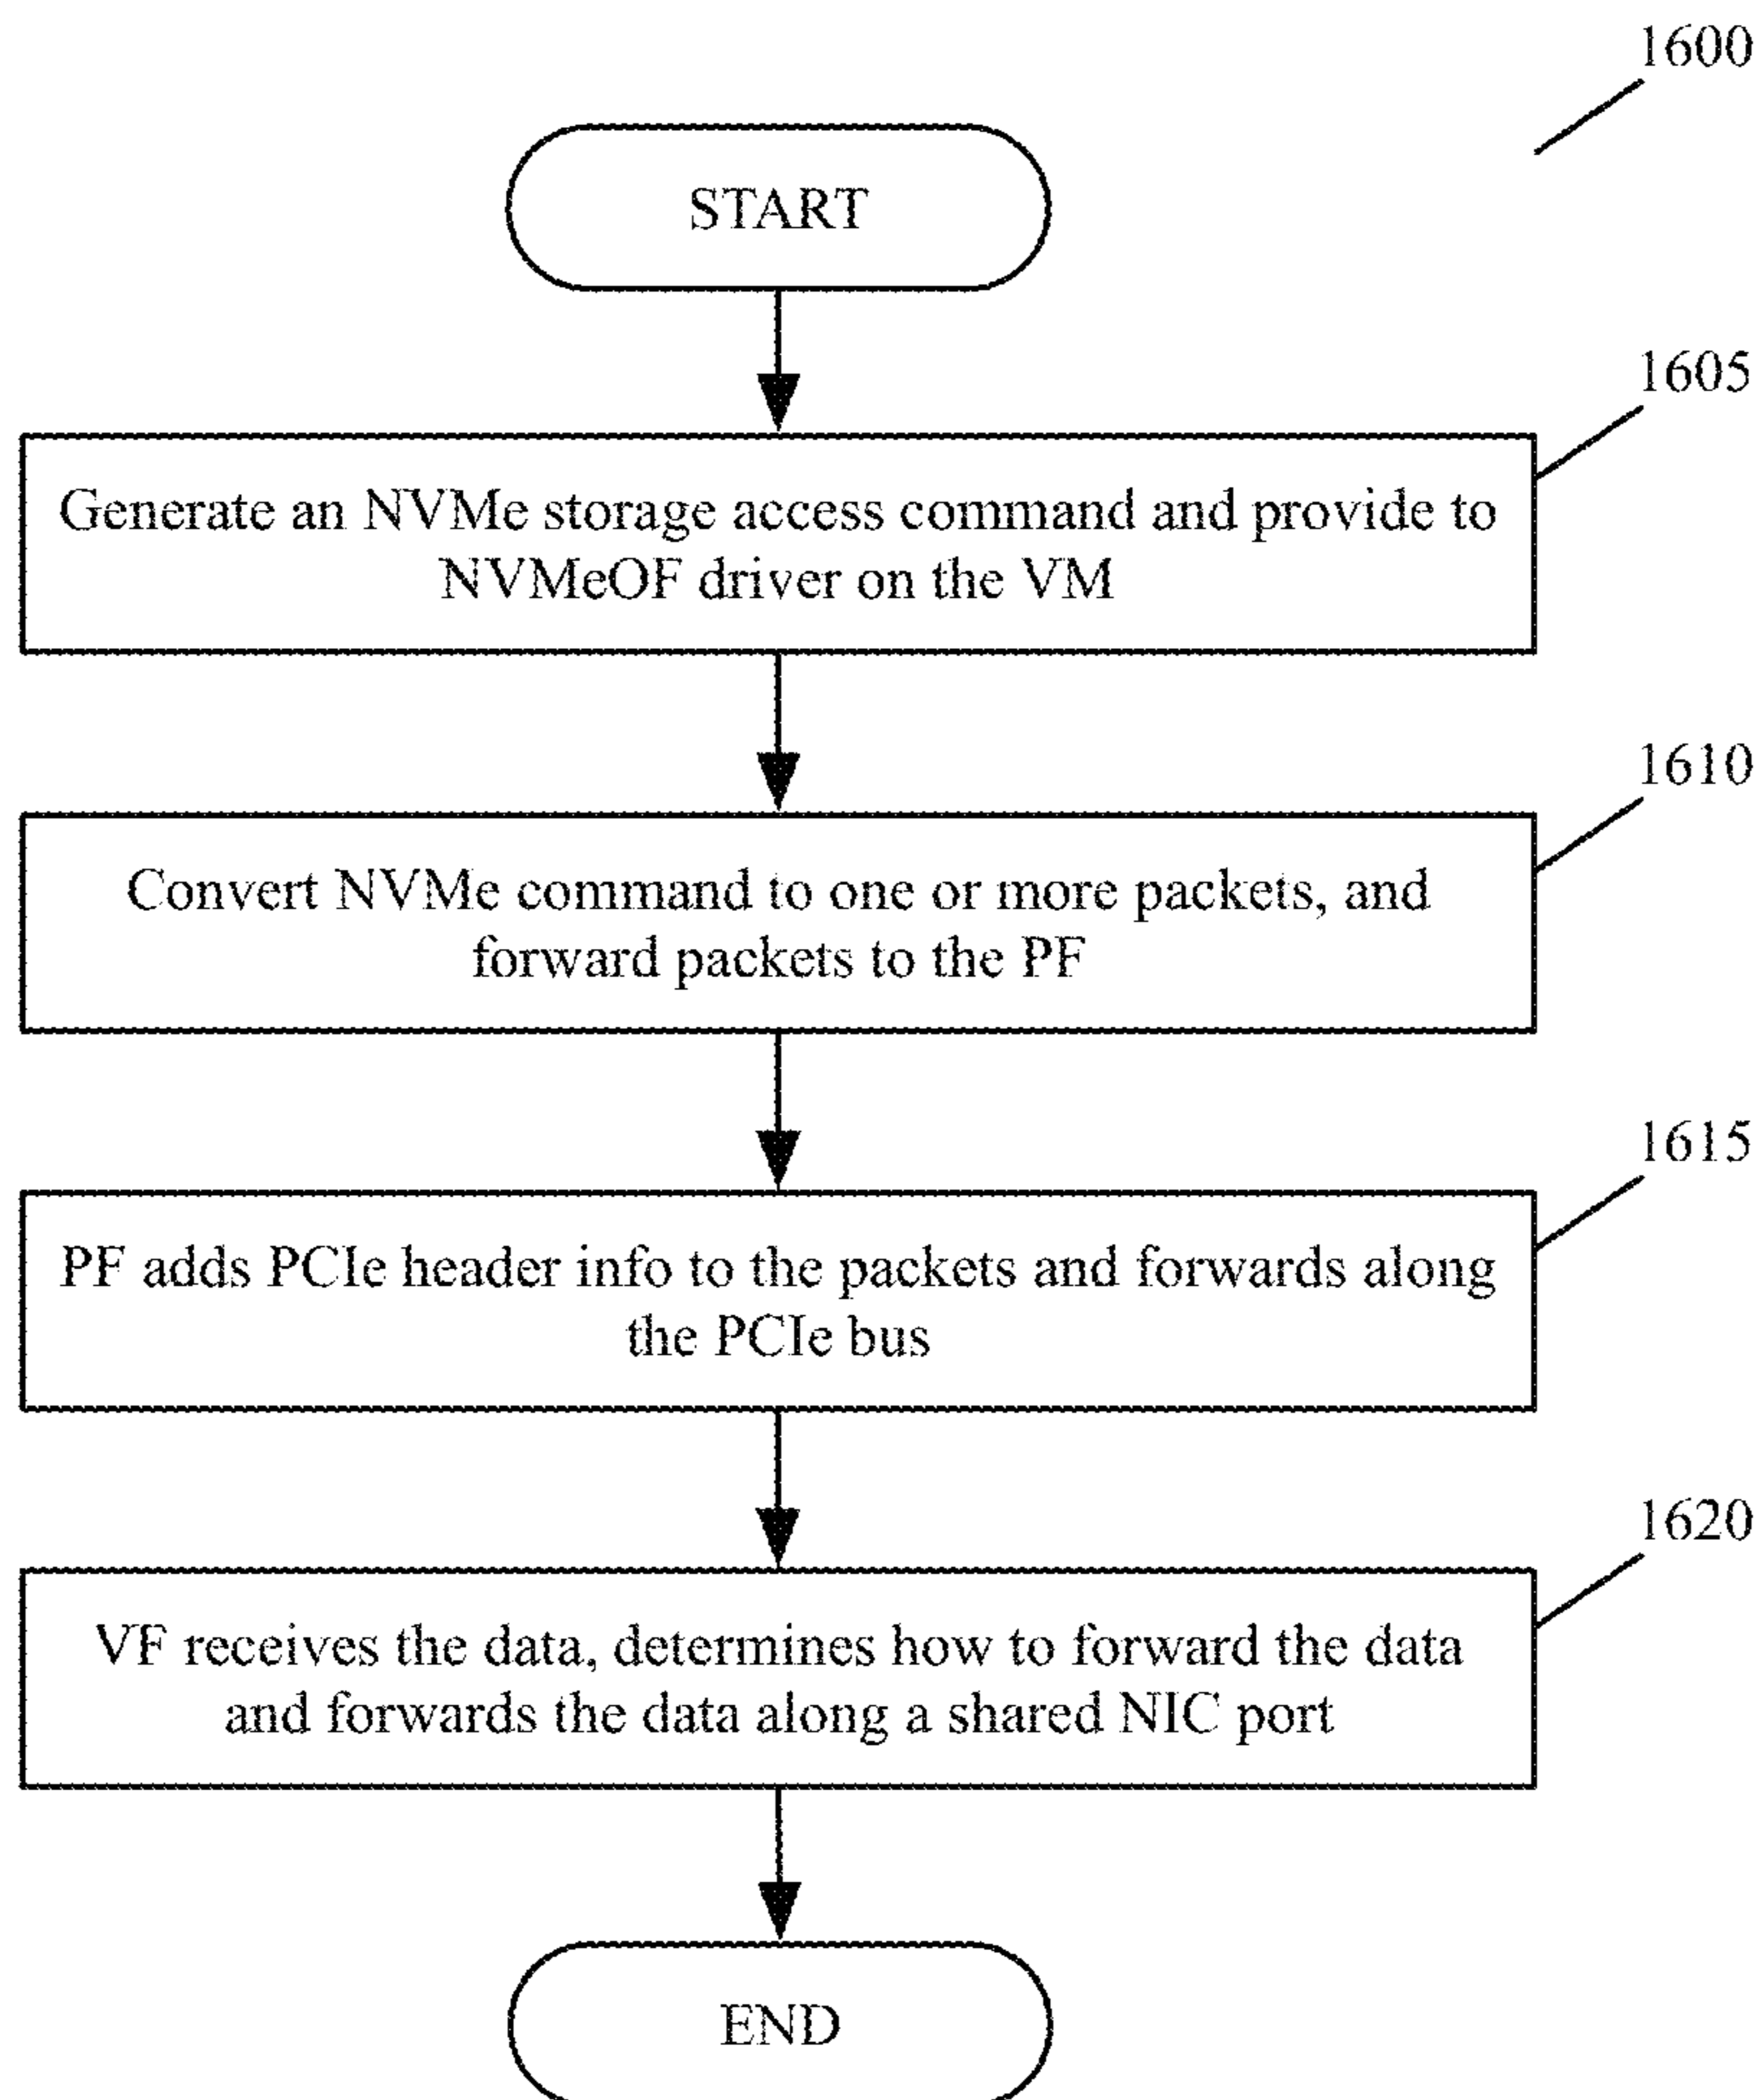 1600
START
1605
Generate an NVMe storage access command and provide to
NVMeOF driver on the VM
1610
Convert NVMe command to one or more packets, and
forward packets to the PF
1615
PF adds PCIe header info to the packets and forwards along
the PCIe bus
1620
VF receives the data, determines how to forward the data
and forwards the data along a shared NIC port
END